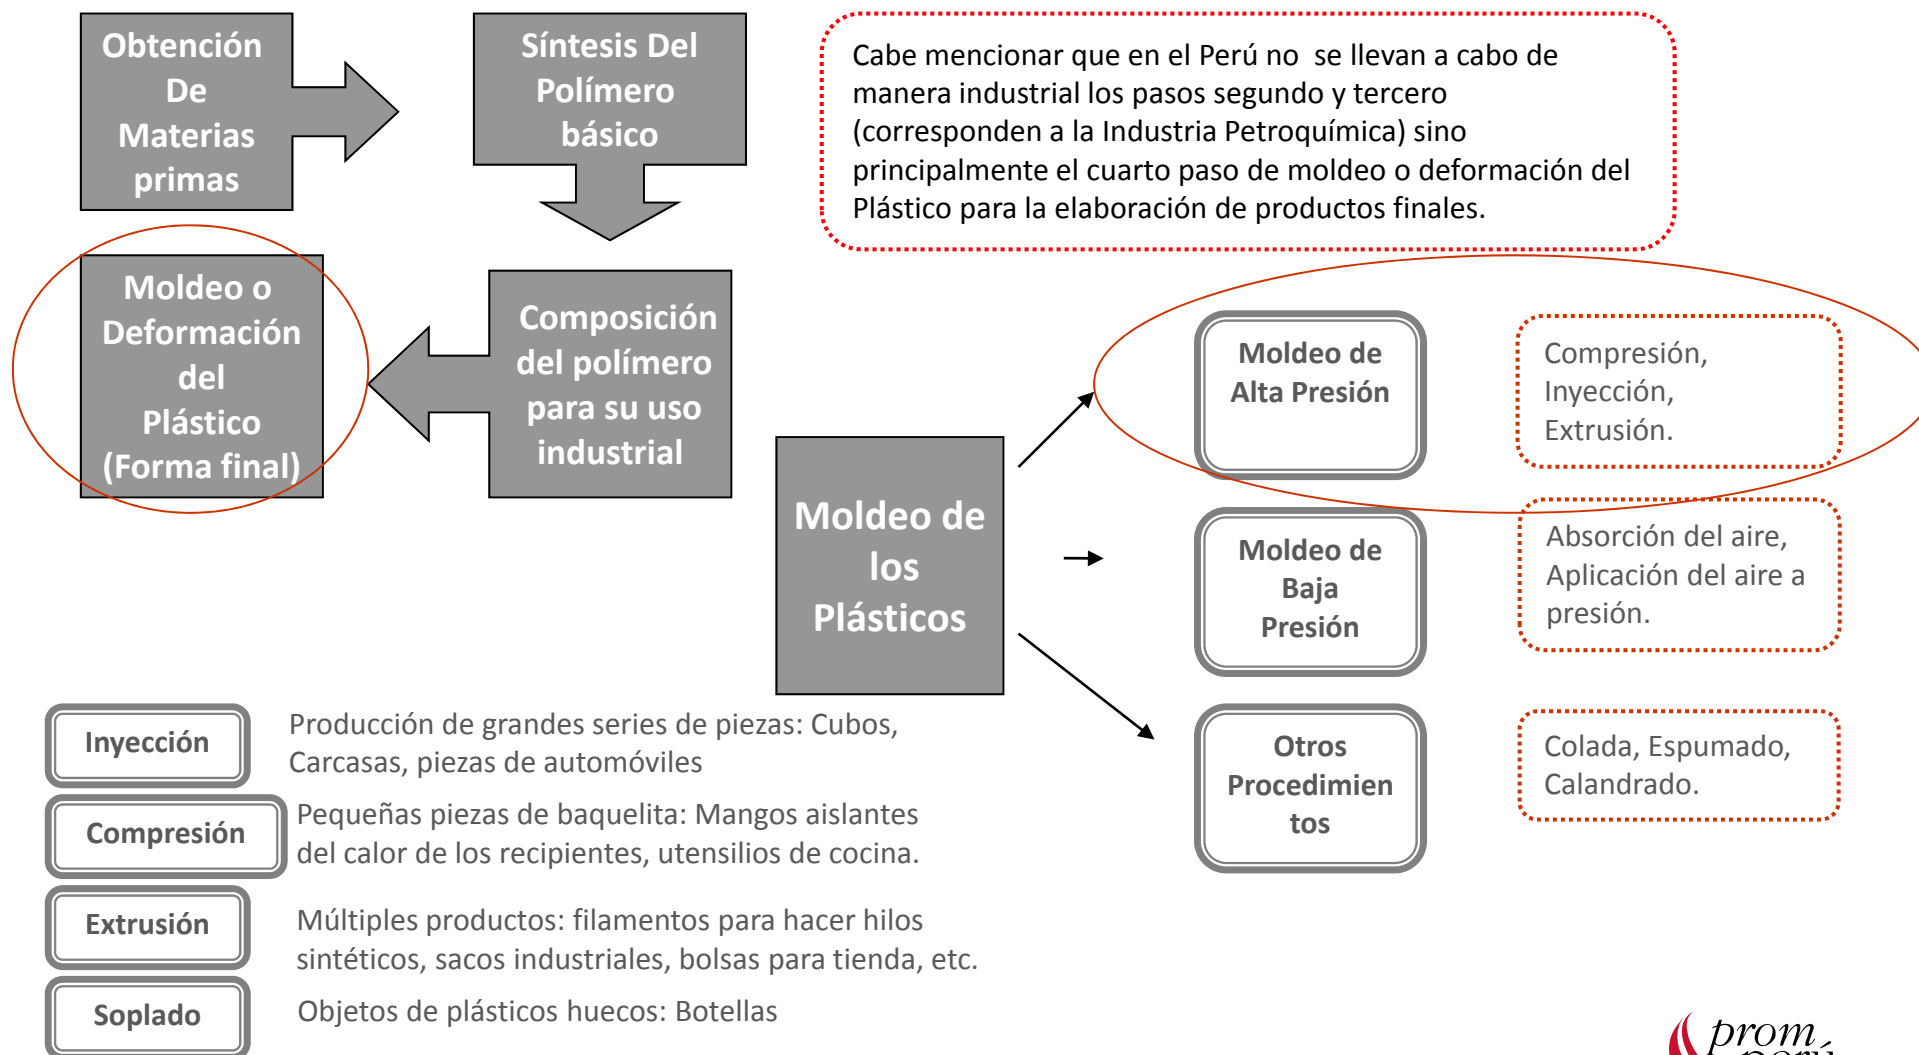 Obtención
De
Materias
primas
Síntesis Del
Polímero
básico
Cabe mencionar que en el Perú no se llevan a cabo de
manera industrial los pasos segundo y tercero
(corresponden a la Industria Petroquímica) sino
principalmente el cuarto paso de moldeo o deformación del
Plástico para la elaboración de productos finales.
Moldeo o
Deformación
del
Plástico
(Forma final)
Composición
del polímero
para su uso
industrial
Moldeo de
los
Plásticos
Moldeo de
Alta Presión
Compresión,
Inyección,
Extrusión.
Moldeo de
Baja
Presión
Absorción del aire,
Aplicación del aire a
presión.
Otros
Procedimien
tos
Colada, Espumado,
Calandrado.
Inyección
Producción de grandes series de piezas: Cubos,
Carcasas, piezas de automóviles
Compresión
Pequeñas piezas de baquelita: Mangos aislantes
del calor de los recipientes, utensilios de cocina.
Extrusión
Múltiples productos: filamentos para hacer hilos
sintéticos, sacos industriales, bolsas para tienda, etc.
Soplado
Objetos de plásticos huecos: Botellas
prom
perú